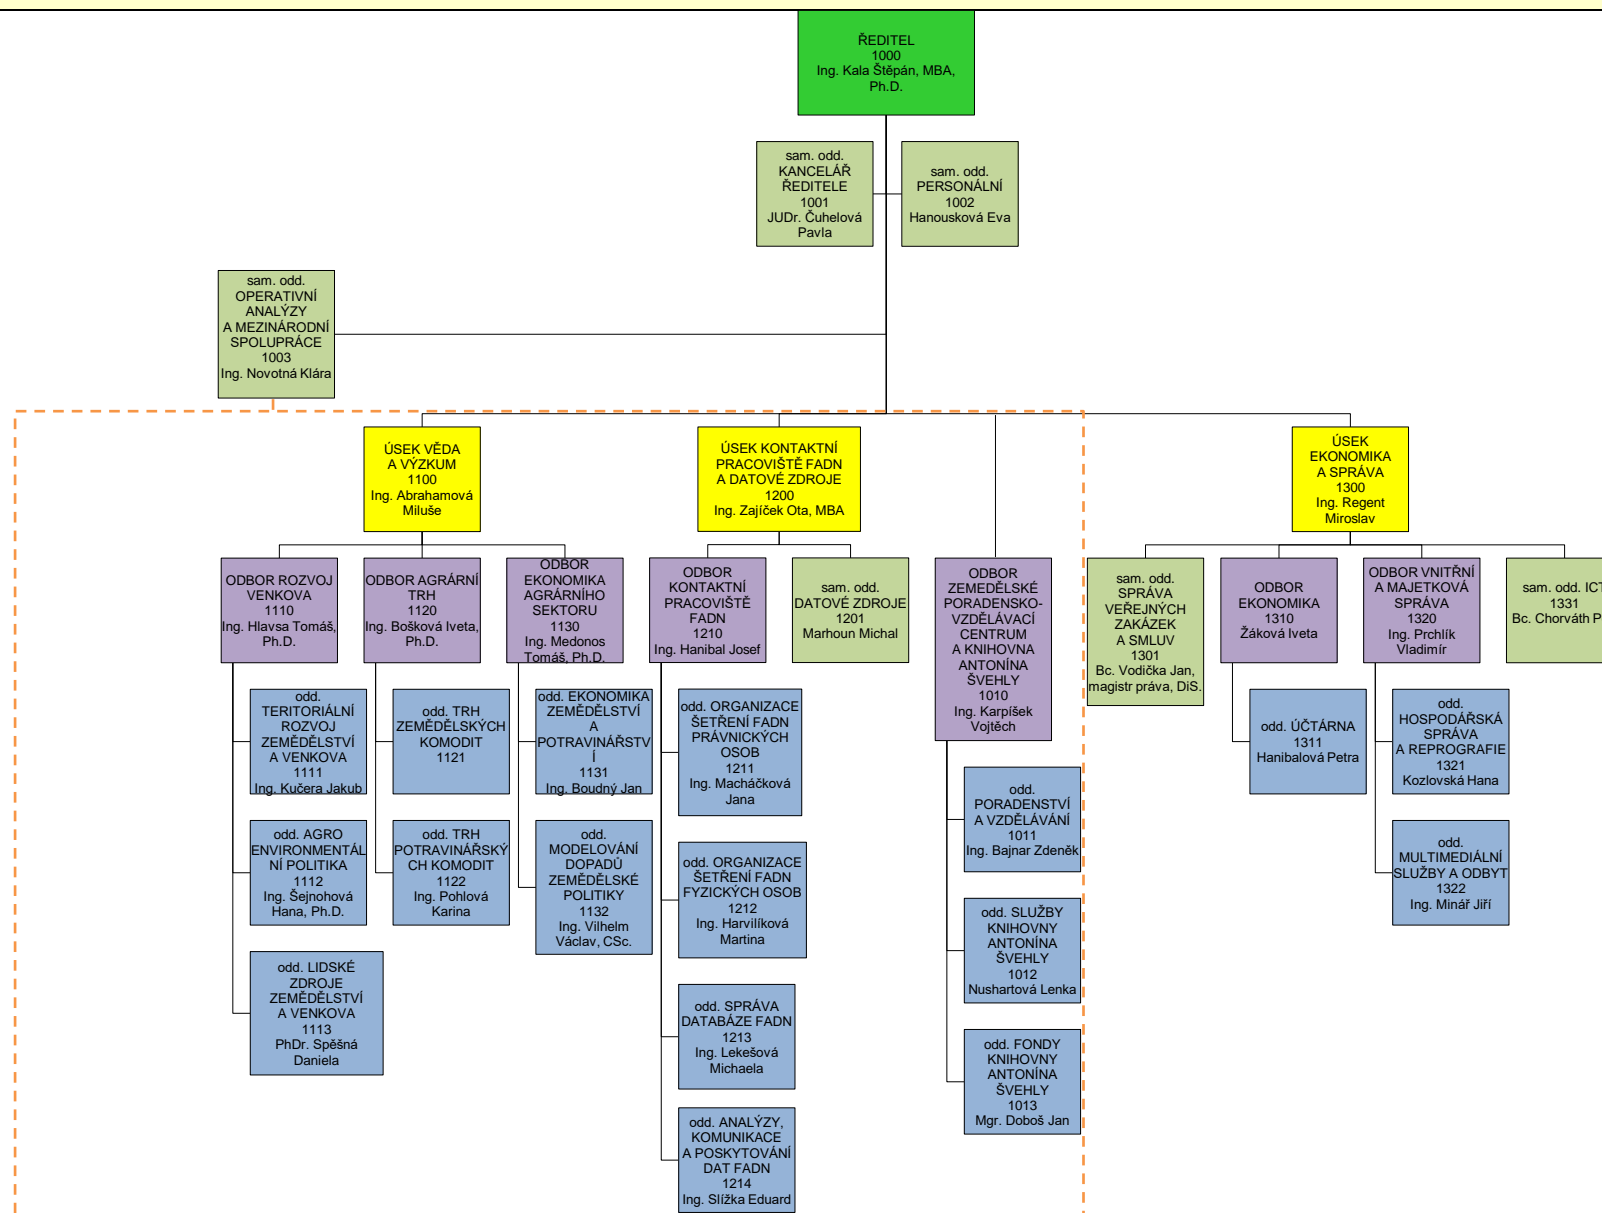 ŘEDITEL
1000
Ing. Kala Štěpán, MBA,
Ph.D.
sam. odd.
KANCELÁŘ
ŘEDITELE
1001
JUDr. Čuhelová
Pavla
sam. odd.
PERSONÁLNÍ
1002
Hanousková Eva
sam. odd.
OPERATIVNÍ
ANALÝZY
A MEZINÁRODNÍ
SPOLUPRÁCE
1003
Ing. Novotná Klára
ÚSEK VĚDA
A VÝZKUM
1100
Ing. Abrahamová
Miluše
ÚSEK KONTAKTNÍ
PRACOVIŠTĚ FADN
A DATOVÉ ZDROJE
1200
Ing. Zajíček Ota, MBA
ÚSEK
EKONOMIKA
A SPRÁVA
1300
Ing. Regent
Miroslav
ODBOR ROZVOJ
VENKOVA
1110
Ing. Hlavsa Tomáš,
Ph.D.
ODBOR AGRÁRNÍ
TRH
1120
Ing. Bošková Iveta,
Ph.D.
ODBOR
EKONOMIKA
AGRÁRNÍHO
SEKTORU
1130
Ing. Medonos
Tomáš, Ph.D.
ODBOR
KONTAKTNÍ
PRACOVIŠTĚ
FADN
1210
Ing. Hanibal Josef
sam. odd.
DATOVÉ ZDROJE
1201
Marhoun Michal
ODBOR
ZEMEDĚLSKÉ
PORADENSKO-
VZDĚLÁVACÍ
CENTRUM
A KNIHOVNA
ANTONÍNA
ŠVEHLY
1010
Ing. Karpíšek
Vojtěch
sam. odd.
SPRÁVA
VEŘEJNÝCH
ZAKÁZEK
A SMLUV
1301
Bc. Vodička Jan,
magistr práva, DiS.
ODBOR
EKONOMIKA
1310
Žáková Iveta
ODBOR VNITŘNÍ
A MAJETKOVÁ
SPRÁVA
1320
Ing. Prchlík
Vladimír
sam. odd. ICT
1331
Bc. Chorváth P
odd.
TERITORIÁLNÍ
ROZVOJ
ZEMĚDĚLSTVÍ
A VENKOVA
1111
Ing. Kučera Jakub
odd. TRH
ZEMĚDĚLSKÝCH
KOMODIT
1121
odd. EKONOMIKA
ZEMĚDĚLSTVÍ
A
POTRAVINÁŘSTV
Í
1131
Ing. Boudný Jan
odd. ORGANIZACE
ŠETŘENÍ FADN
PRÁVNICKÝCH
OSOB
1211
Ing. Macháčková
Jana
odd.
PORADENSTVÍ
A VZDĚLÁVÁNÍ
1011
Ing. Bajnar Zdeněk
odd. ÚČTÁRNA
1311
Hanibalová Petra
odd.
HOSPODÁŘSKÁ
SPRÁVA
A REPROGRAFIE
1321
Kozlovská Hana
odd. AGRO
ENVIRONMENTÁL
NÍ POLITIKA
1112
Ing. Šejnohová
Hana, Ph.D.
odd. TRH
POTRAVINÁŘSKÝ
CH KOMODIT
1122
Ing. Pohlová
Karina
odd.
MODELOVÁNÍ
DOPADŮ
ZEMĚDĚLSKÉ
POLITIKY
1132
Ing. Vilhelm
Václav, CSc.
odd. ORGANIZACE
ŠETŘENÍ FADN
FYZICKÝCH OSOB
1212
Ing. Harvilíková
Martina
odd. SLUŽBY
KNIHOVNY
ANTONÍNA
ŠVEHLY
1012
Nushartová Lenka
odd.
MULTIMEDIÁLNÍ
SLUŽBY A ODBYT
1322
Ing. Minář Jiří
odd. LIDSKÉ
ZDROJE
ZEMĚDĚLSTVÍ
A VENKOVA
1113
PhDr. Spěšná
Daniela
odd. SPRÁVA
DATABÁZE FADN
1213
Ing. Lekešová
Michaela
odd. FONDY
KNIHOVNY
ANTONÍNA
ŠVEHLY
1013
Mgr. Doboš Jan
odd. ANALÝZY,
KOMUNIKACE
A POSKYTOVÁNÍ
DAT FADN
1214
Ing. Slížka Eduard